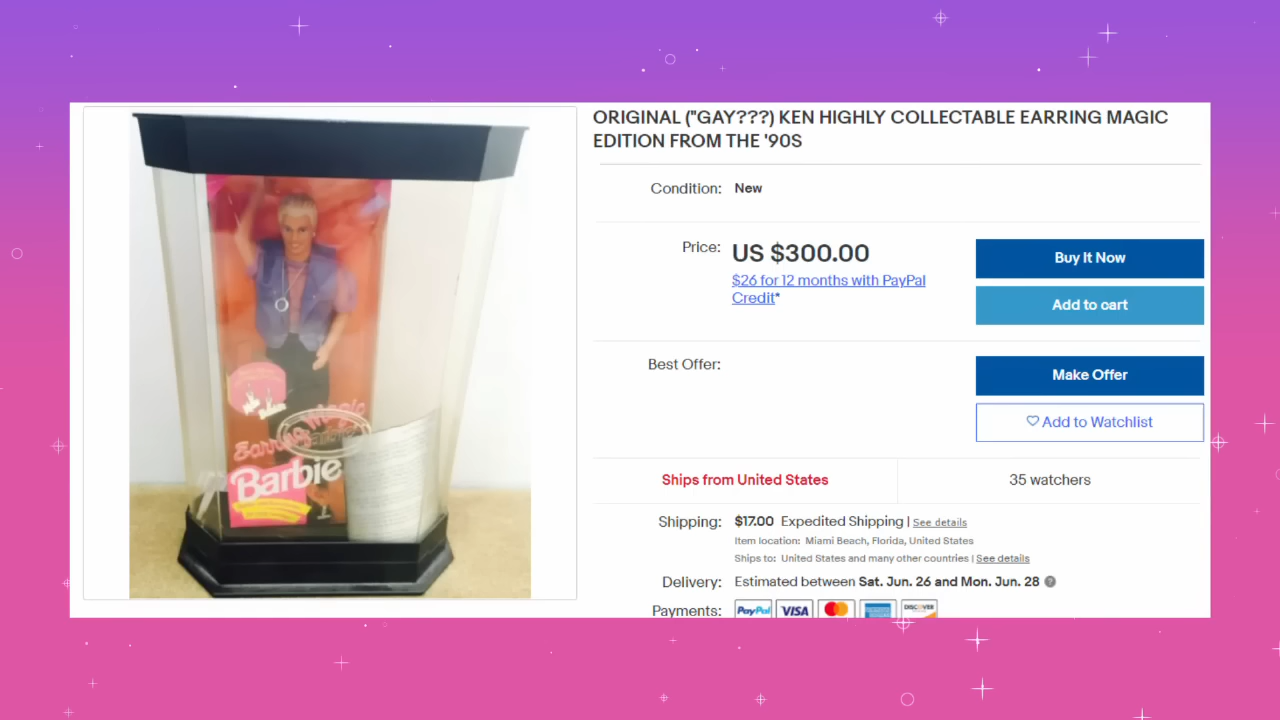 ORIGINAL ("GAY???) KEN HIGHLY COLLECTABLE EARRING MAGIC
EDITION FROM THE '90S
Condition: New
Price: US $300.00
$26 for 12 months with PayPal
Credit*
Buy It Now
Add to cart
Best Offer:
Make Offer
Add to Watchlist
Ships from United States
35 watchers
Shipping: $17.00 Expedited Shipping | See details
Item location: Miami Beach, Florida, United States
Ships to: United States and many other countries | See details
Delivery: Estimated between Sat. Jun. 26 and Mon. Jun. 28 ?
Payments: PayPal VISA DISCOVER
Earring Magic
Barbie